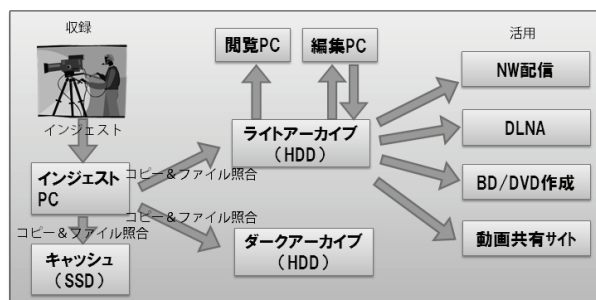 収録
閲覧PC
編集PC
活用
NW配信
インジェスト
ライトアーカイブ
(HDD)
DLNA
インジェスト
PC
コピー＆ファイル照合
BD/DVD作成
コピー＆ファイル照合
コピー＆ファイル照合
ダークアーカイブ
(HDD)
動画共有サイト
キャッシュ
(SSD)